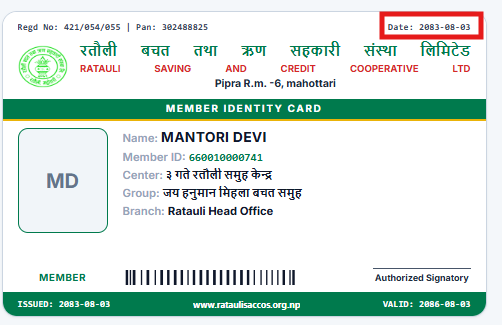 Regd No: 421/054/055 | Pan: 302488825
Date: 2083-08-03
रतौली बचत तथा ऋण सहकारी संस्था लिमिटेड
RATAULI SAVING AND CREDIT COOPERATIVE LTD
Pipra R.m. -6, mahottari
MEMBER IDENTITY CARD
MD
Name: MANTORI DEVI
Member ID: 660010000741
Center: ३ गते रतौली समुह केन्द्र
Group: जय हनुमान मिहला बचत समुह
Branch: Ratauli Head Office
MEMBER
Authorized Signatory
ISSUED: 2083-08-03
www.rataulisaccos.org.np
VALID: 2086-08-03